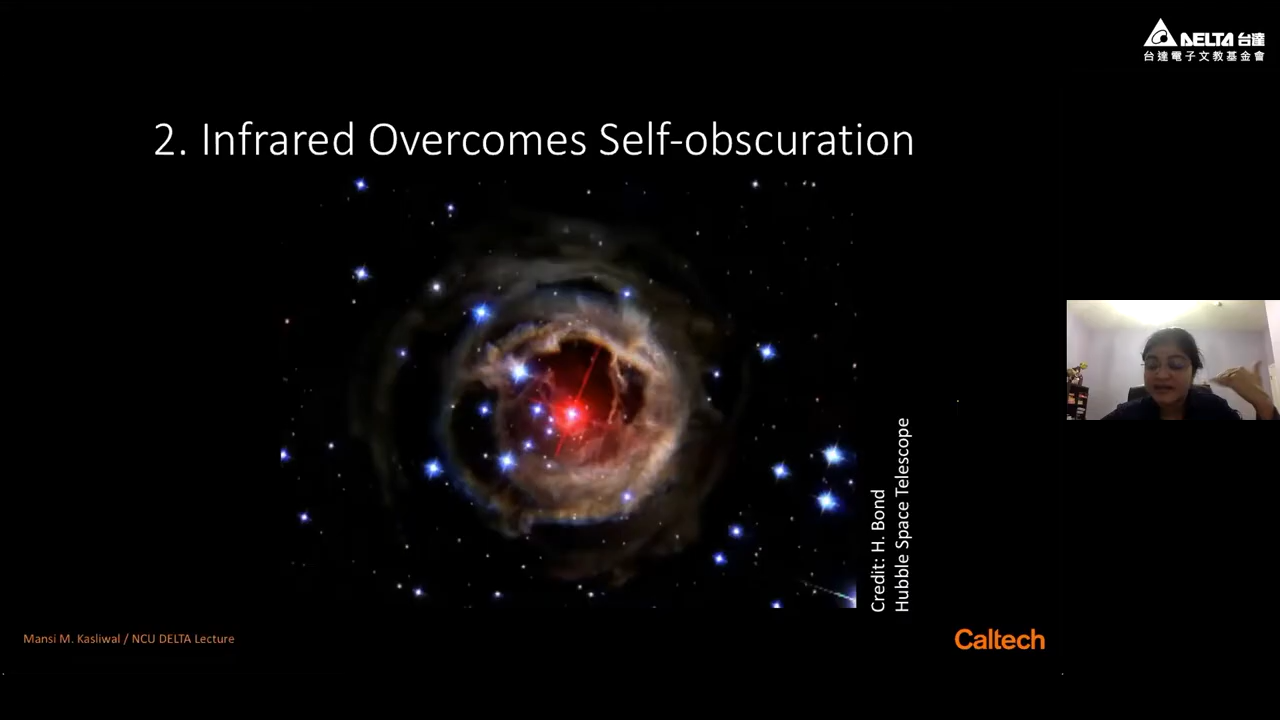 DELTA 台達
台達電子文教基金會
2. Infrared Overcomes Self-obscuration
Credit: H. Bond
Hubble Space Telescope
Mansi M. Kasliwal / NCU DELTA Lecture
Caltech